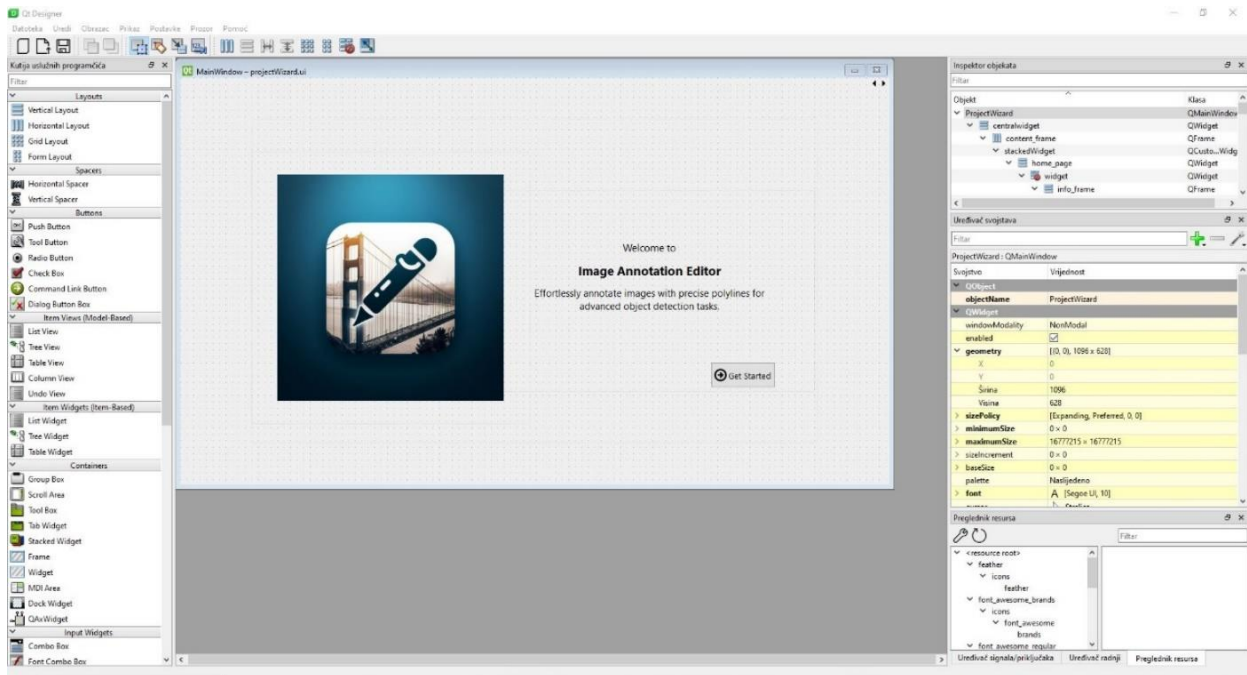 Qt Designer
Datoteka Uredi Obrazac Prikaz Postavke Prozor Pomoć
Kutija uslužnih programčića
Filtar
Layouts
Vertical Layout
Horizontal Layout
Grid Layout
Form Layout
Spacers
Horizontal Spacer
Vertical Spacer
Buttons
Push Button
Tool Button
Radio Button
Check Box
Command Link Button
Dialog Button Box
Item Views (Model-Based)
List View
Tree View
Table View
Column View
Undo View
Item Widgets (Item-Based)
List Widget
Tree Widget
Table Widget
Containers
Group Box
Scroll Area
Tool Box
Tab Widget
Stacked Widget
Frame
Widget
MDI Area
Dock Widget
QAxWidget
Input Widgets
Combo Box
Font Combo Box
MainWindow – projectWizard.ui
Welcome to
Image Annotation Editor
Effortlessly annotate images with precise polylines for
advanced object detection tasks.
Get Started
Inspektor objekata
Filtar
Objekt Klasa
ProjectWizard QMainWindow
centralwidget QWidget
content_frame QFrame
stackedWidget QCusto...Widg
home_page QWidget
widget QWidget
info_frame QFrame
Uređivač svojstava
Filtar
ProjectWizard : QMainWindow
Svojstvo Vrijednost
QObject
objectName ProjectWizard
QWidget
windowModality NonModal
enabled
geometry [(0, 0), 1096 x 628]
X 0
Y 0
Širina 1096
Visina 628
sizePolicy [Expanding, Preferred, 0, 0]
minimumSize 0 × 0
maximumSize 16777215 × 16777215
sizeIncrement 0 × 0
baseSize 0 × 0
palette Naslijeđeno
font A [Segoe UI, 10]
Preglednik resursa
Filter
<resource root>
feather
icons
feather
font_awesome_brands
icons
font_awesome
brands
font_awesome_regular
Uređivač signala/priključaka Uređivač radnji Preglednik resursa